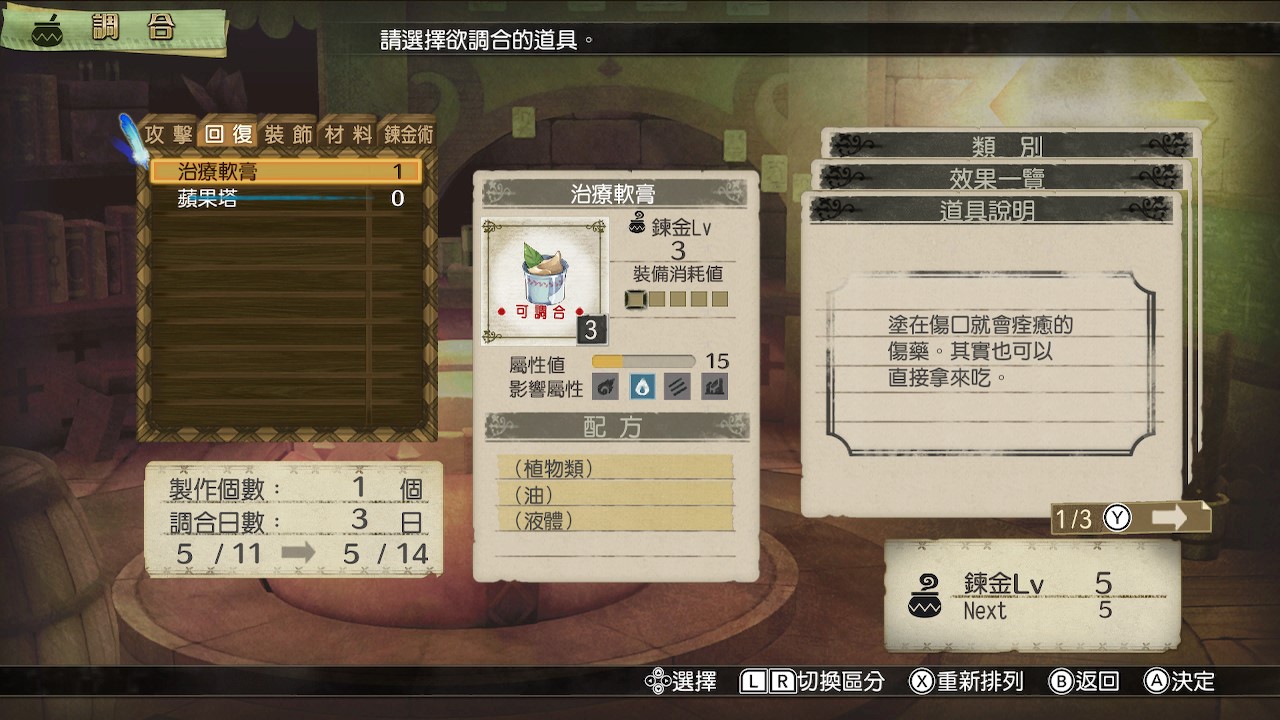 調合
請選擇欲調合的道具。
攻擊 回復 裝飾 材料 鍊金術
治療軟膏 1
蘋果塔 0
製作個數： 1 個
調合日數： 3 日
5 /11 5 /14
治療軟膏
鍊金Lv
3
裝備消耗值
可調合
3
屬性值 15
影響屬性
配方
（植物類）
（油）
（液體）
類別
效果一覽
道具說明
塗在傷口就會痊癒的
傷藥。其實也可以
直接拿來吃。
1/3 Y
鍊金Lv 5
Next 5
選擇 L R 切換區分 X 重新排列 B 返回 A 決定